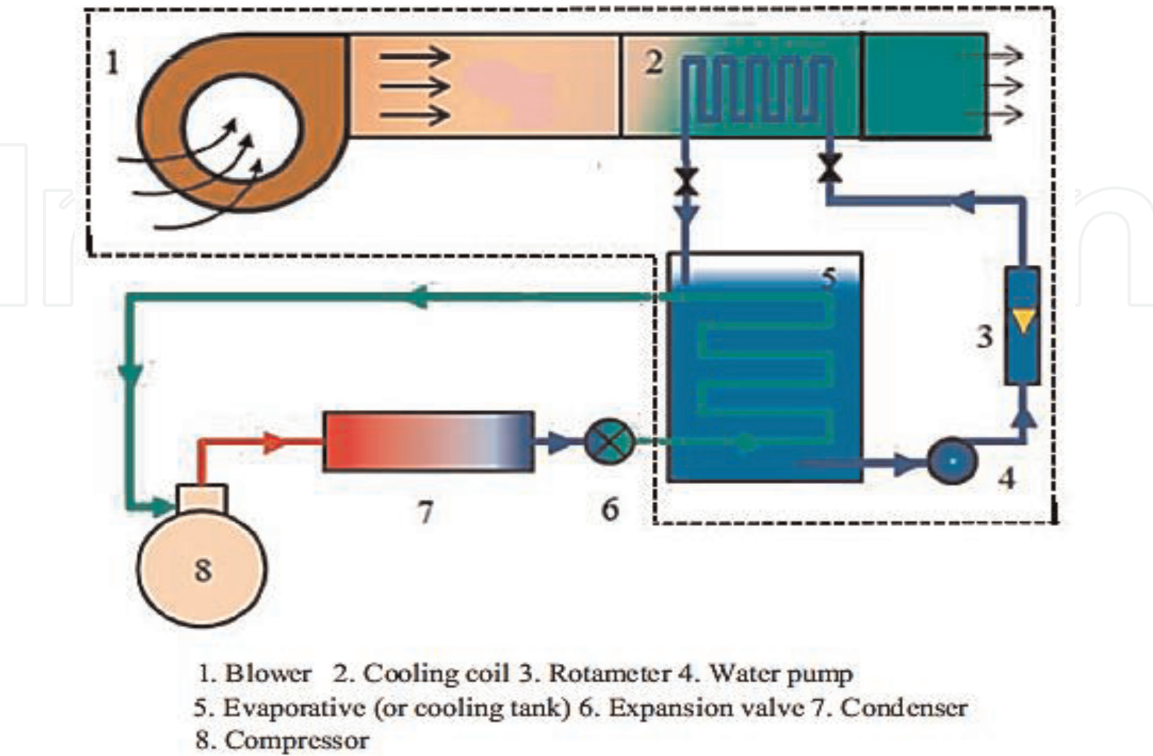 1
2
5
3
4
7
6
8
1. Blower 2. Cooling coil 3. Rotameter 4. Water pump
5. Evaporative (or cooling tank) 6. Expansion valve 7. Condenser
8. Compressor